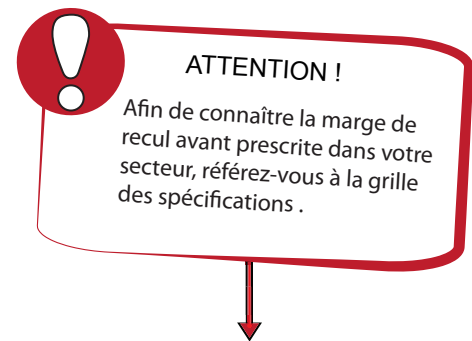 ATTENTION !
Afin de connaître la marge de
recul avant prescrite dans votre
secteur, référez-vous à la grille
des spécifications .